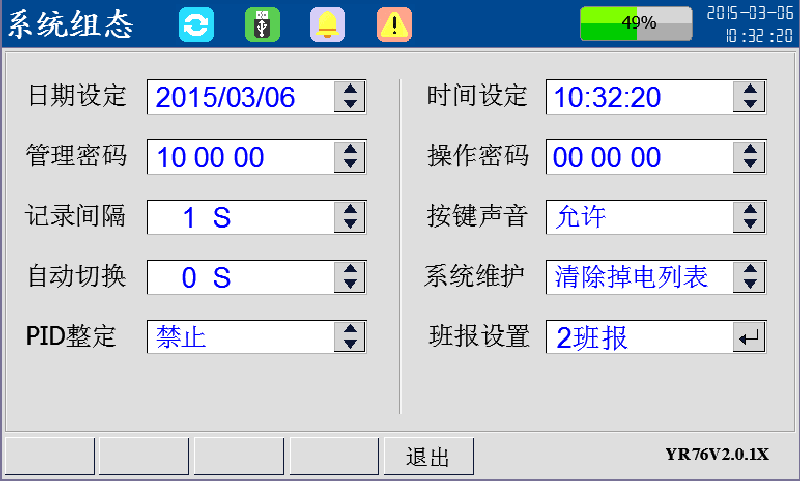 系统组态 49% 2015-03-06
10:32:20
日期设定 2015/03/06 时间设定 10:32:20
管理密码 10 00 00 操作密码 00 00 00
记录间隔 1 S 按键声音 允许
自动切换 0 S 系统维护 清除掉电列表
PID整定 禁止 班报设置 2班报
退出 YR76V2.0.1X